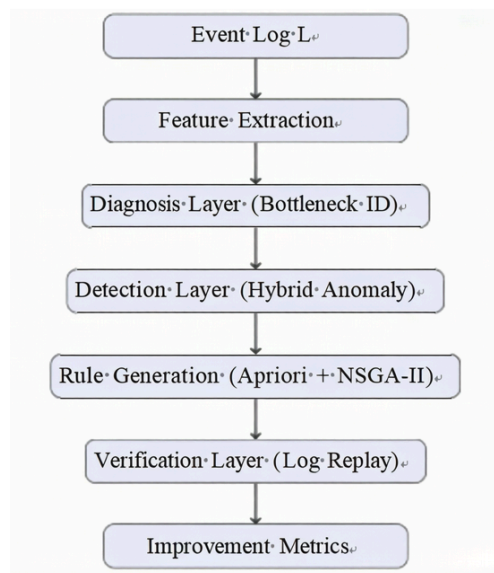 Event Log L
Feature Extraction
Diagnosis Layer (Bottleneck ID)
Detection Layer (Hybrid Anomaly)
Rule Generation (Apriori + NSGA-II)
Verification Layer (Log Replay)
Improvement Metrics